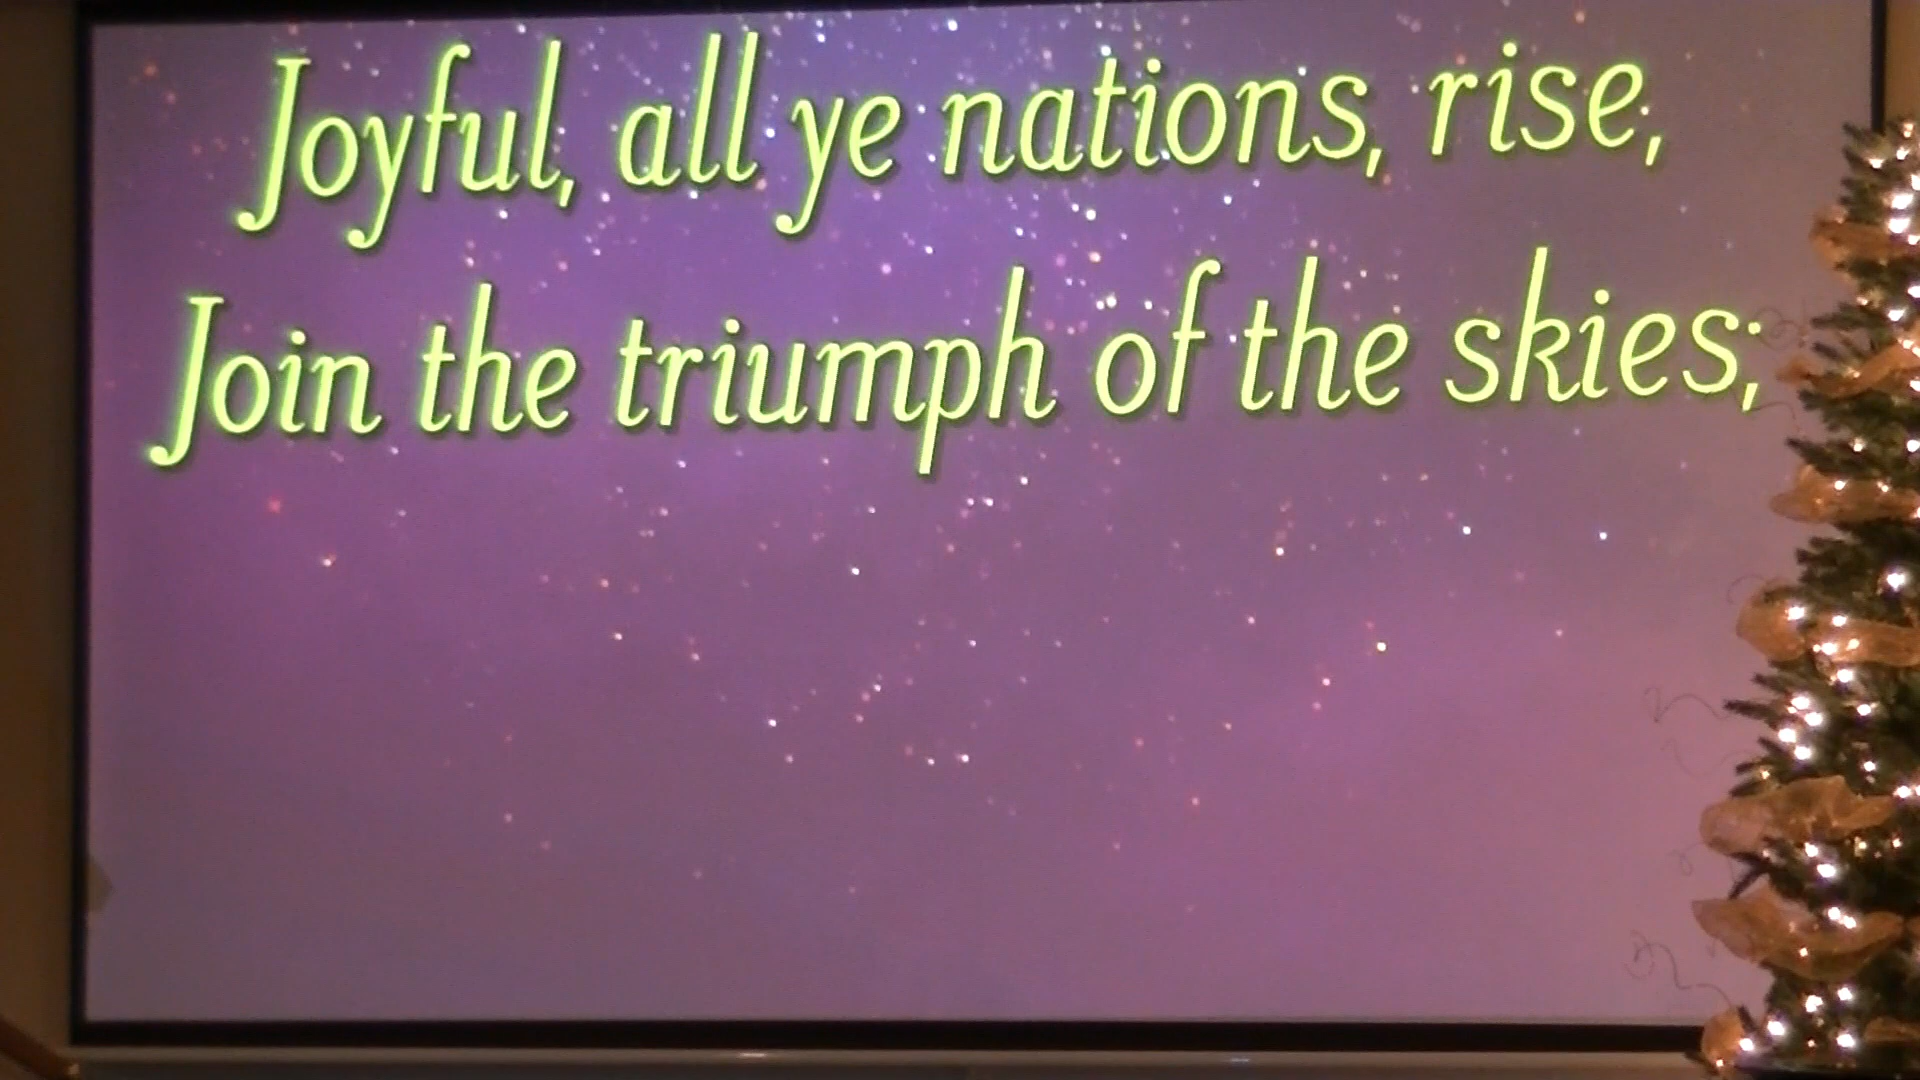 Joyful, all ye nations, rise,
Join the triumph of the skies;